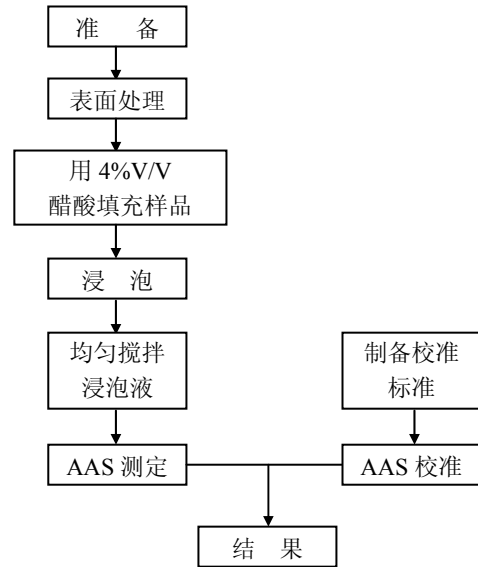 准 备
表面处理
用 4%V/V
醋酸填充样品
浸 泡
均匀搅拌
浸泡液
制备校准
标准
AAS 测定
AAS 校准
结 果